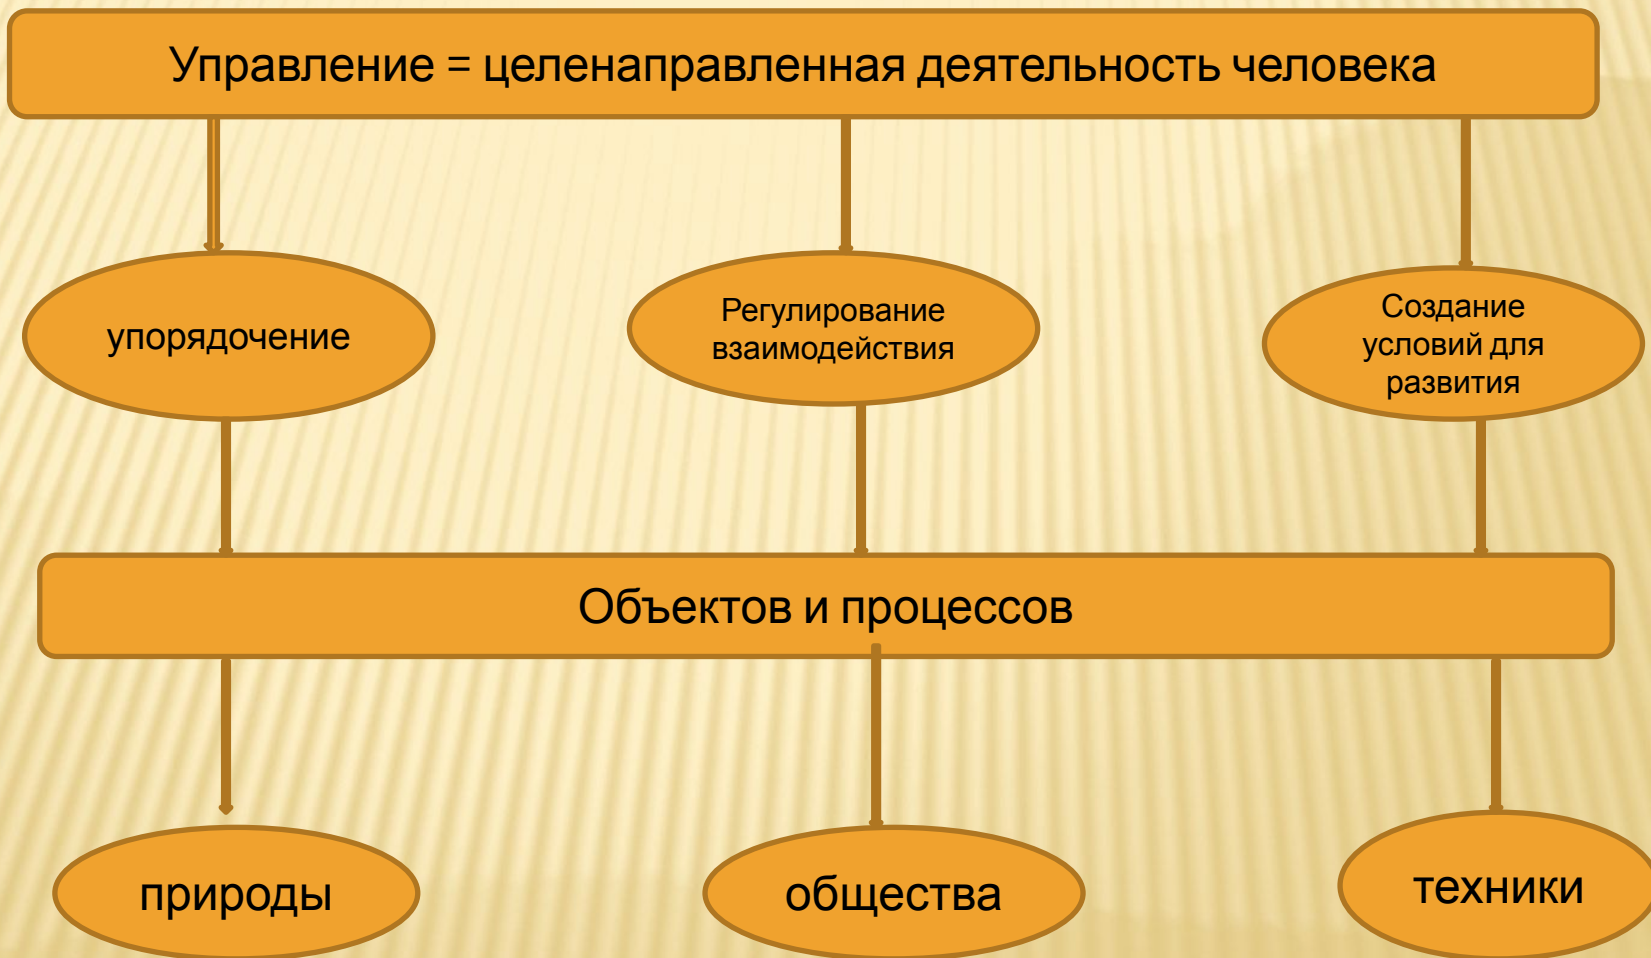 Управление = целенаправленная деятельность человека
упорядочение
Регулирование
взаимодействия
Создание
условий для
развития
Объектов и процессов
природы
общества
техники